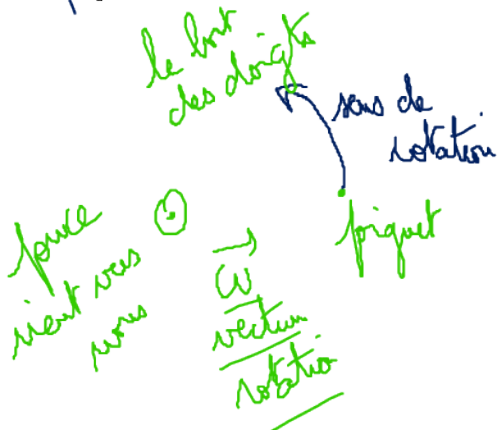 le bout
des doigts
sens de
rotation
poignet
pouce
vient vers
nous
ω
vecteur
rotation